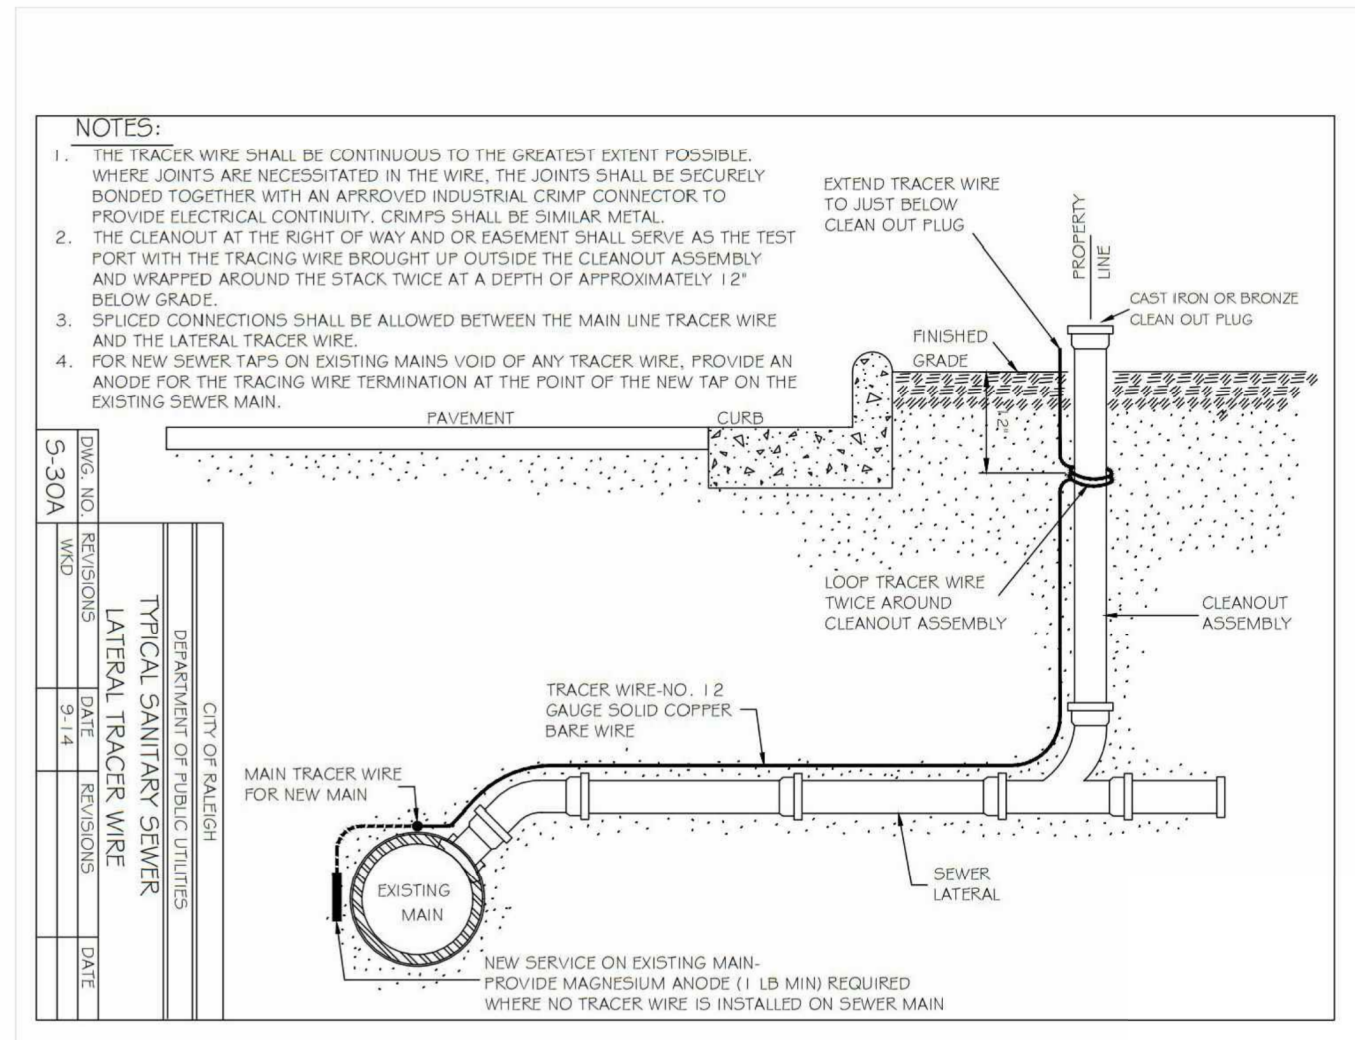 NOTES:
1. THE TRACER WIRE SHALL BE CONTINUOUS TO THE GREATEST EXTENT POSSIBLE.
WHERE JOINTS ARE NECESSITATED IN THE WIRE, THE JOINTS SHALL BE SECURELY
BONDED TOGETHER WITH AN APRROVED INDUSTRIAL CRIMP CONNECTOR TO
PROVIDE ELECTRICAL CONTINUITY. CRIMPS SHALL BE SIMILAR METAL.
2. THE CLEANOUT AT THE RIGHT OF WAY AND OR EASEMENT SHALL SERVE AS THE TEST
PORT WITH THE TRACING WIRE BROUGHT UP OUTSIDE THE CLEANOUT ASSEMBLY
AND WRAPPED AROUND THE STACK TWICE AT A DEPTH OF APPROXIMATELY 12"
BELOW GRADE.
3. SPLICED CONNECTIONS SHALL BE ALLOWED BETWEEN THE MAIN LINE TRACER WIRE
AND THE LATERAL TRACER WIRE.
4. FOR NEW SEWER TAPS ON EXISTING MAINS VOID OF ANY TRACER WIRE, PROVIDE AN
ANODE FOR THE TRACING WIRE TERMINATION AT THE POINT OF THE NEW TAP ON THE
EXISTING SEWER MAIN.
EXTEND TRACER WIRE
TO JUST BELOW
CLEAN OUT PLUG
PROPERTY
LINE
CAST IRON OR BRONZE
CLEAN OUT PLUG
FINISHED
GRADE
PAVEMENT
CURB
12"
LOOP TRACER WIRE
TWICE AROUND
CLEANOUT ASSEMBLY
CLEANOUT
ASSEMBLY
TRACER WIRE-NO. 12
GAUGE SOLID COPPER
BARE WIRE
MAIN TRACER WIRE
FOR NEW MAIN
EXISTING
MAIN
SEWER
LATERAL
NEW SERVICE ON EXISTING MAIN-
PROVIDE MAGNESIUM ANODE (1 LB MIN) REQUIRED
WHERE NO TRACER WIRE IS INSTALLED ON SEWER MAIN
CITY OF RALEIGH
DEPARTMENT OF PUBLIC UTILITIES
TYPICAL SANITARY SEWER
LATERAL TRACER WIRE
DWG. NO. REVISIONS DATE REVISIONS DATE
S-30A WKD 9-14